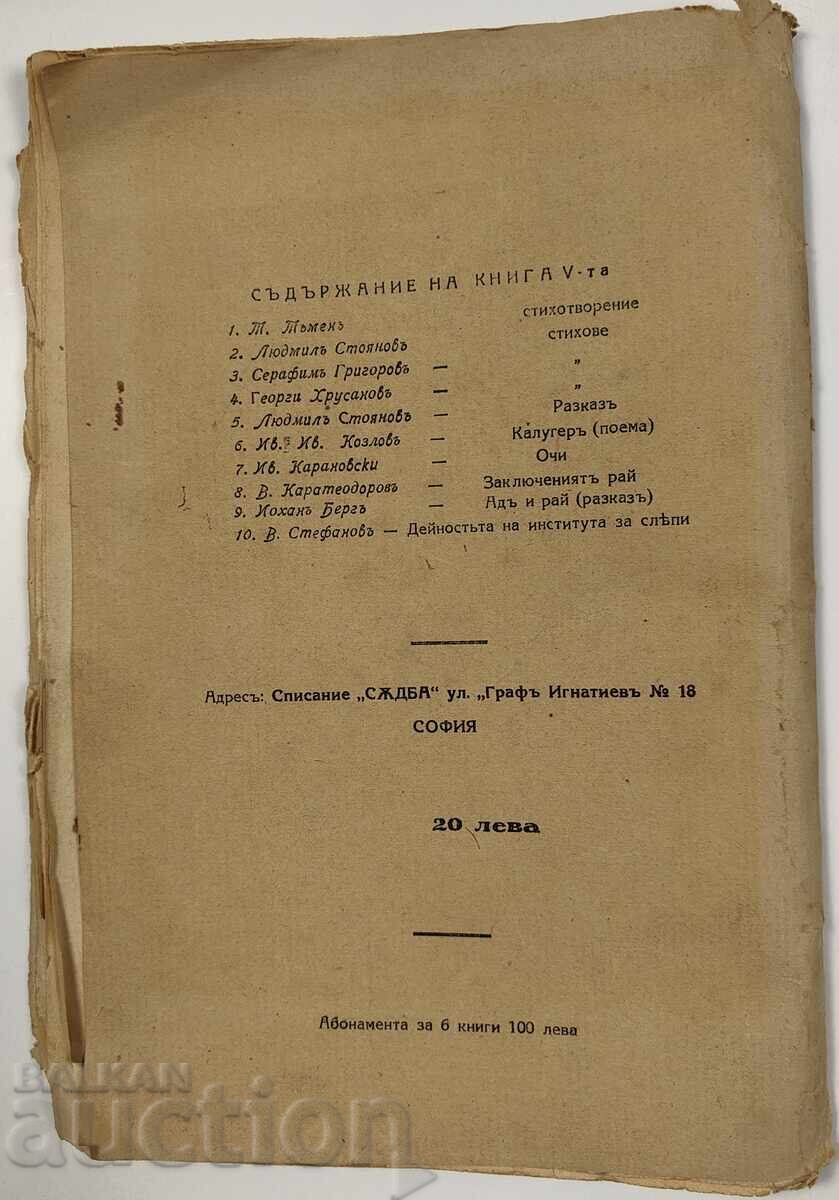 СЪДЪРЖАНИЕ НА КНИГА V-та
1. Т. Тъменъ стихотворение
2. Людмилъ Стояновъ стихове
3. Серафимъ Григоровъ — „
4. Георги Хрусановъ — „
5. Людмилъ Стояновъ — Разказъ
6. Ив. Ив. Козловъ — Калугеръ (поема)
7. Ив. Карановски — Очи
8. В. Каратеодоровъ — Заключениятъ рай
9. Йоханъ Бергъ — Адъ и рай (разказъ)
10. В. Стефановъ — Дейностьта на института за слѣпи
Адресъ: Списание „СѪДБА“ ул. „Графъ Игнатиевъ № 18
СОФИЯ
20 лева
Абонамента за 6 книги 100 лева
BALKAN
auction